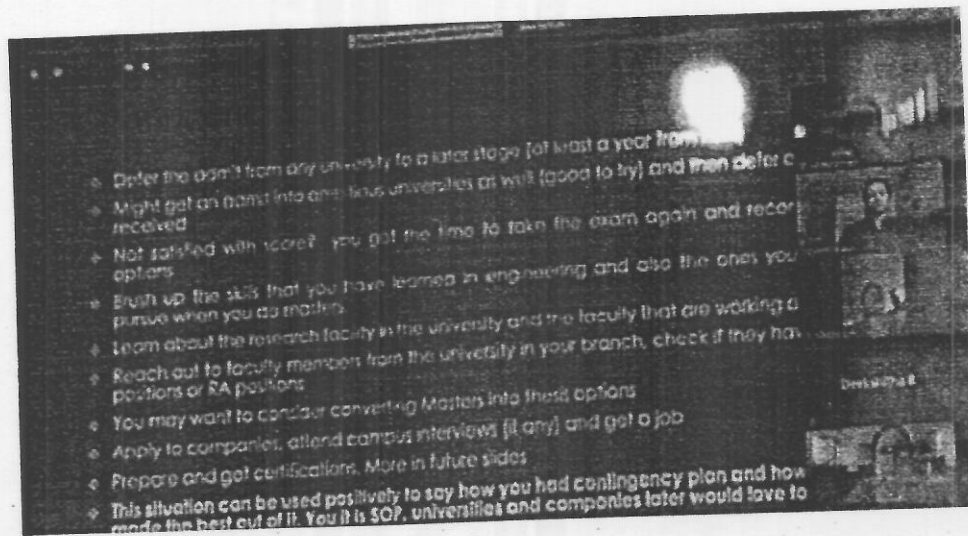 Defer the admit from any university to a later stage (at least a year from
Might get an admit into ambitious universities as well (good to try) and then defer
received
Not satisfied with score? you got the time to take the exam again and
options
Brush up the skills that you have learned in engineering and also the ones you
pursue when you do masters
Learn about the research facility in the university and the faculty that are working
Reach out to faculty members from the university in your branch, check if they
positions or RA positions
You may want to consider converting Masters into thesis options
Apply to companies, attend campus interviews (if any) and get a job
Prepare and get certifications. More in future slides
This situation can be used positively to say how you had contingency plan and how
made the best out of it. You it is SOP, universities and companies later would love to